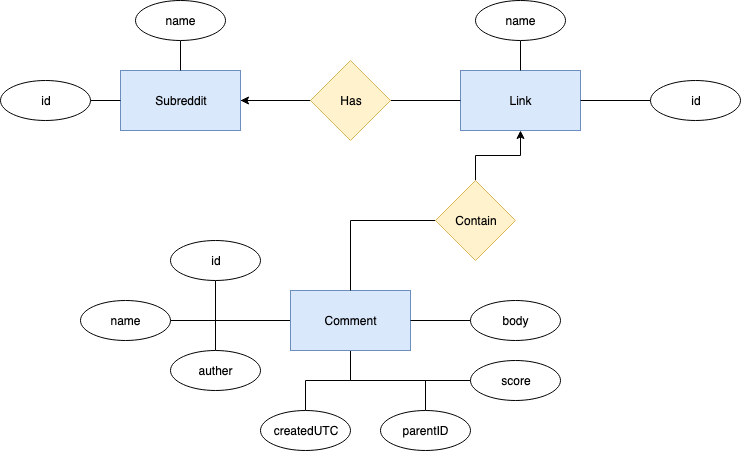 name
name
id
Subreddit
Has
Link
id
Contain
id
name
Comment
body
auther
score
createdUTC
parentID